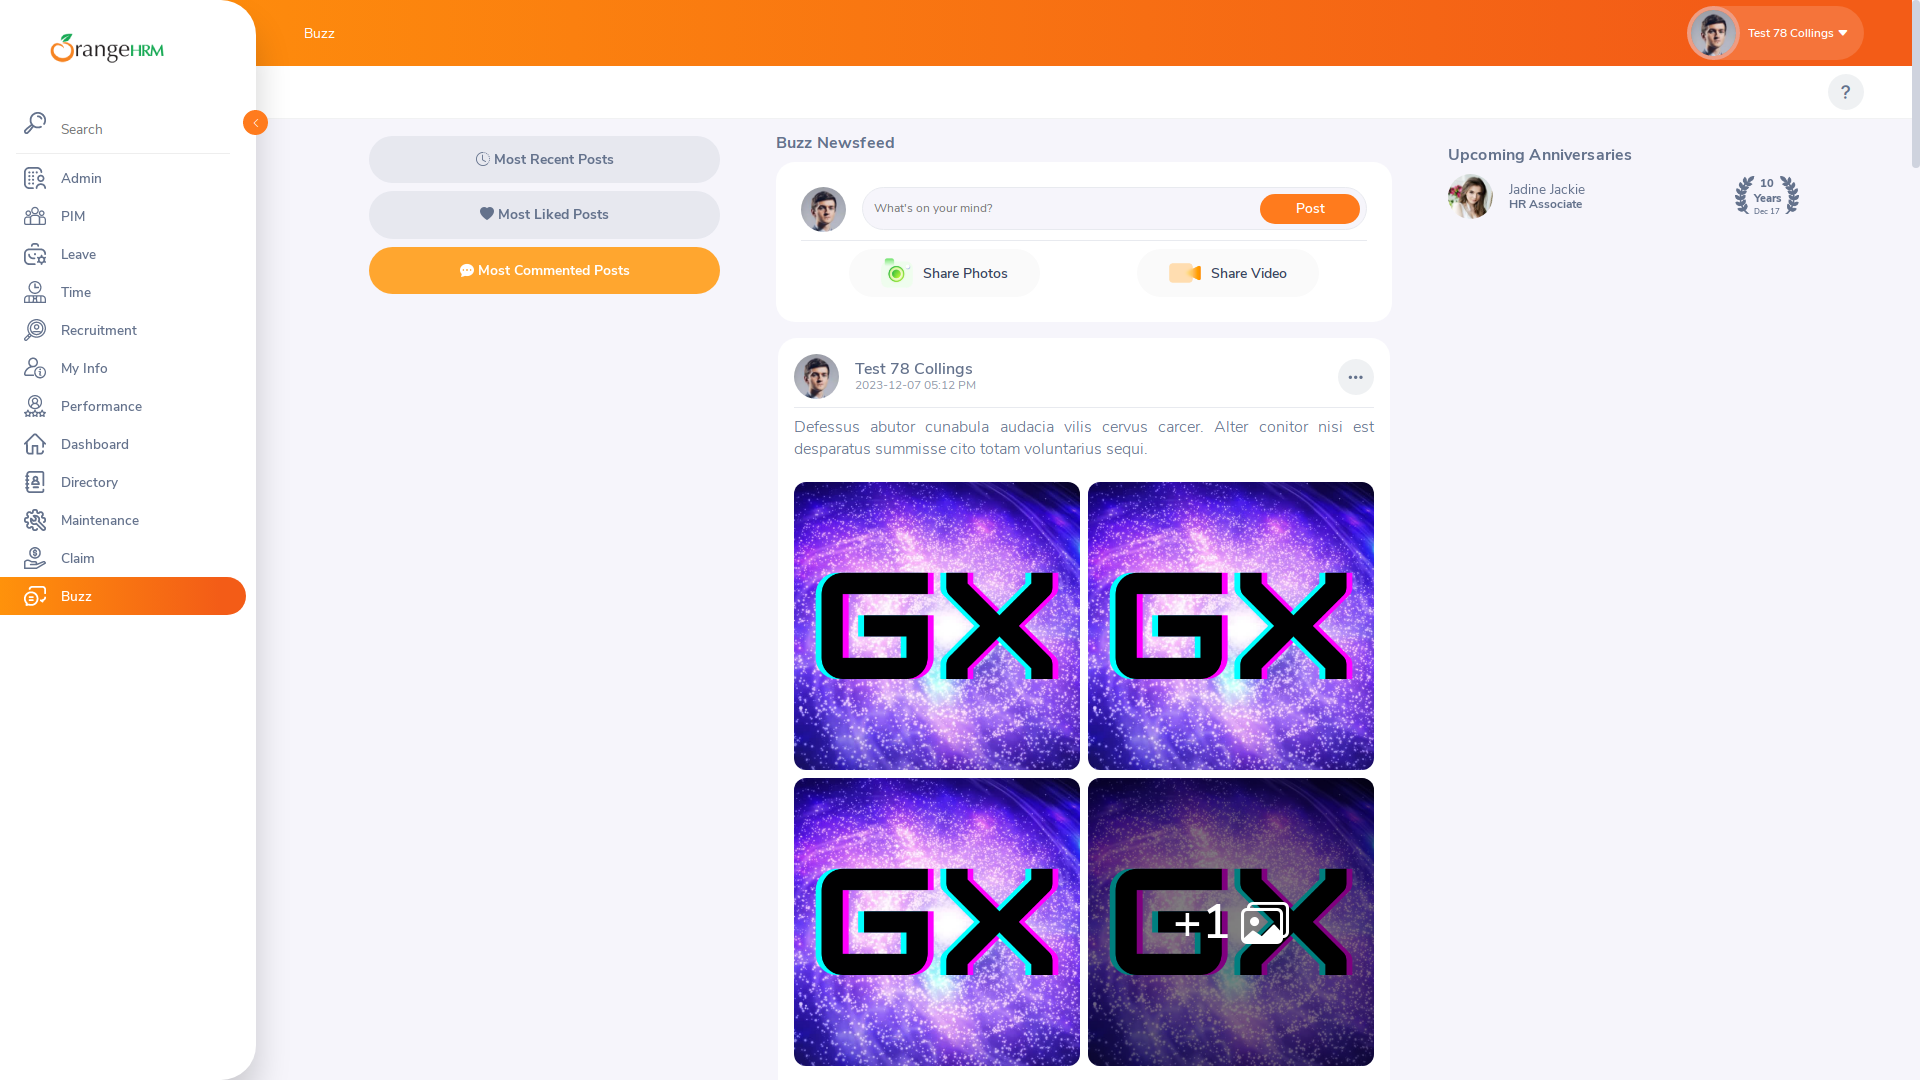 OrangeHRM
Search
Admin
PIM
Leave
Time
Recruitment
My Info
Performance
Dashboard
Directory
Maintenance
Claim
Buzz
Buzz
Test 78 Collings
?
Most Recent Posts
Most Liked Posts
Most Commented Posts
Buzz Newsfeed
What's on your mind?
Post
Share Photos
Share Video
Test 78 Collings
2023-12-07 05:12 PM
Defessus abutor cunabula audacia vilis cervus carcer. Alter conitor nisi est
desparatus summisse cito totam voluntarius sequi.
GX
GX
GX
GX
+1
Upcoming Anniversaries
Jadine Jackie
HR Associate
10
Years
Dec 17